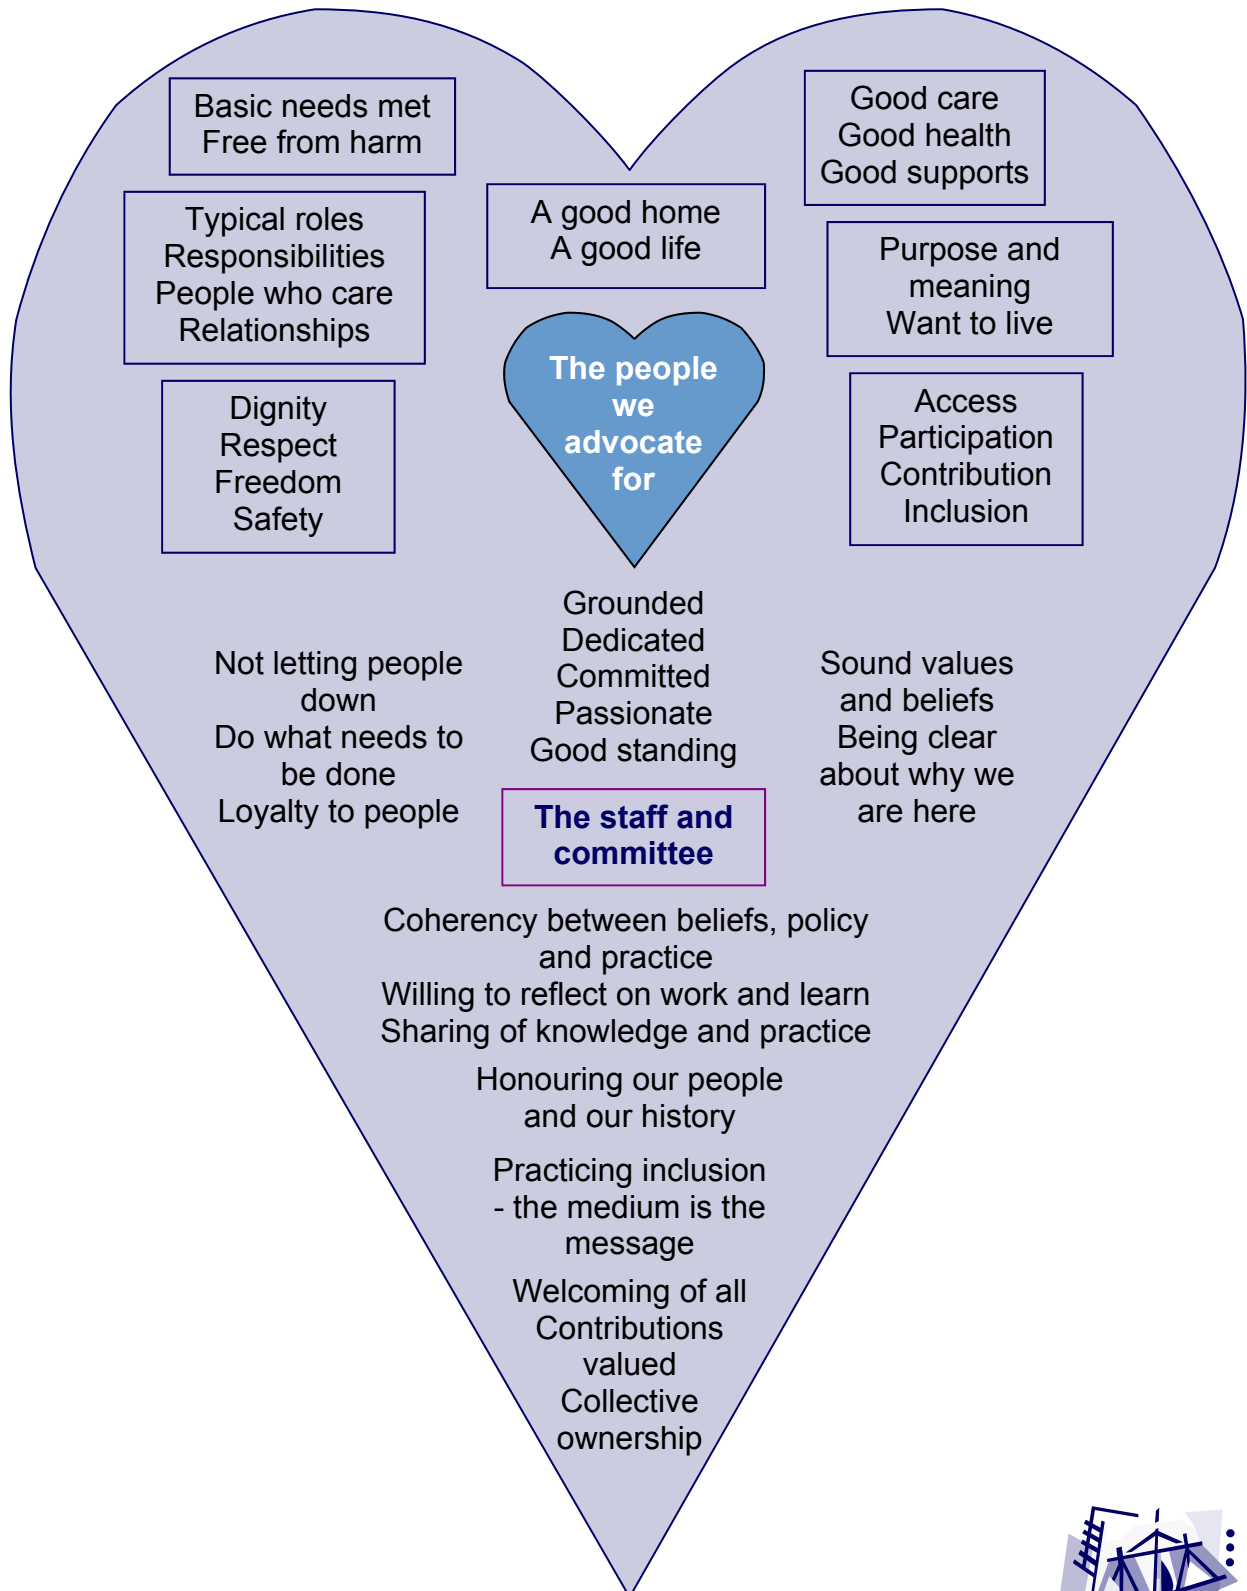 Basic needs met
Free from harm
Good care
Good health
Good supports
A good home
A good life
Typical roles
Responsibilities
People who care
Relationships
Purpose and
meaning
Want to live
The people
we
advocate
for
Dignity
Respect
Freedom
Safety
Access
Participation
Contribution
Inclusion
Grounded
Dedicated
Committed
Passionate
Good standing
Not letting people
down
Do what needs to
be done
Loyalty to people
Sound values
and beliefs
Being clear
about why we
are here
The staff and
committee
Coherency between beliefs, policy
and practice
Willing to reflect on work and learn
Sharing of knowledge and practice
Honouring our people
and our history
Practicing inclusion
- the medium is the
message
Welcoming of all
Contributions
valued
Collective
ownership